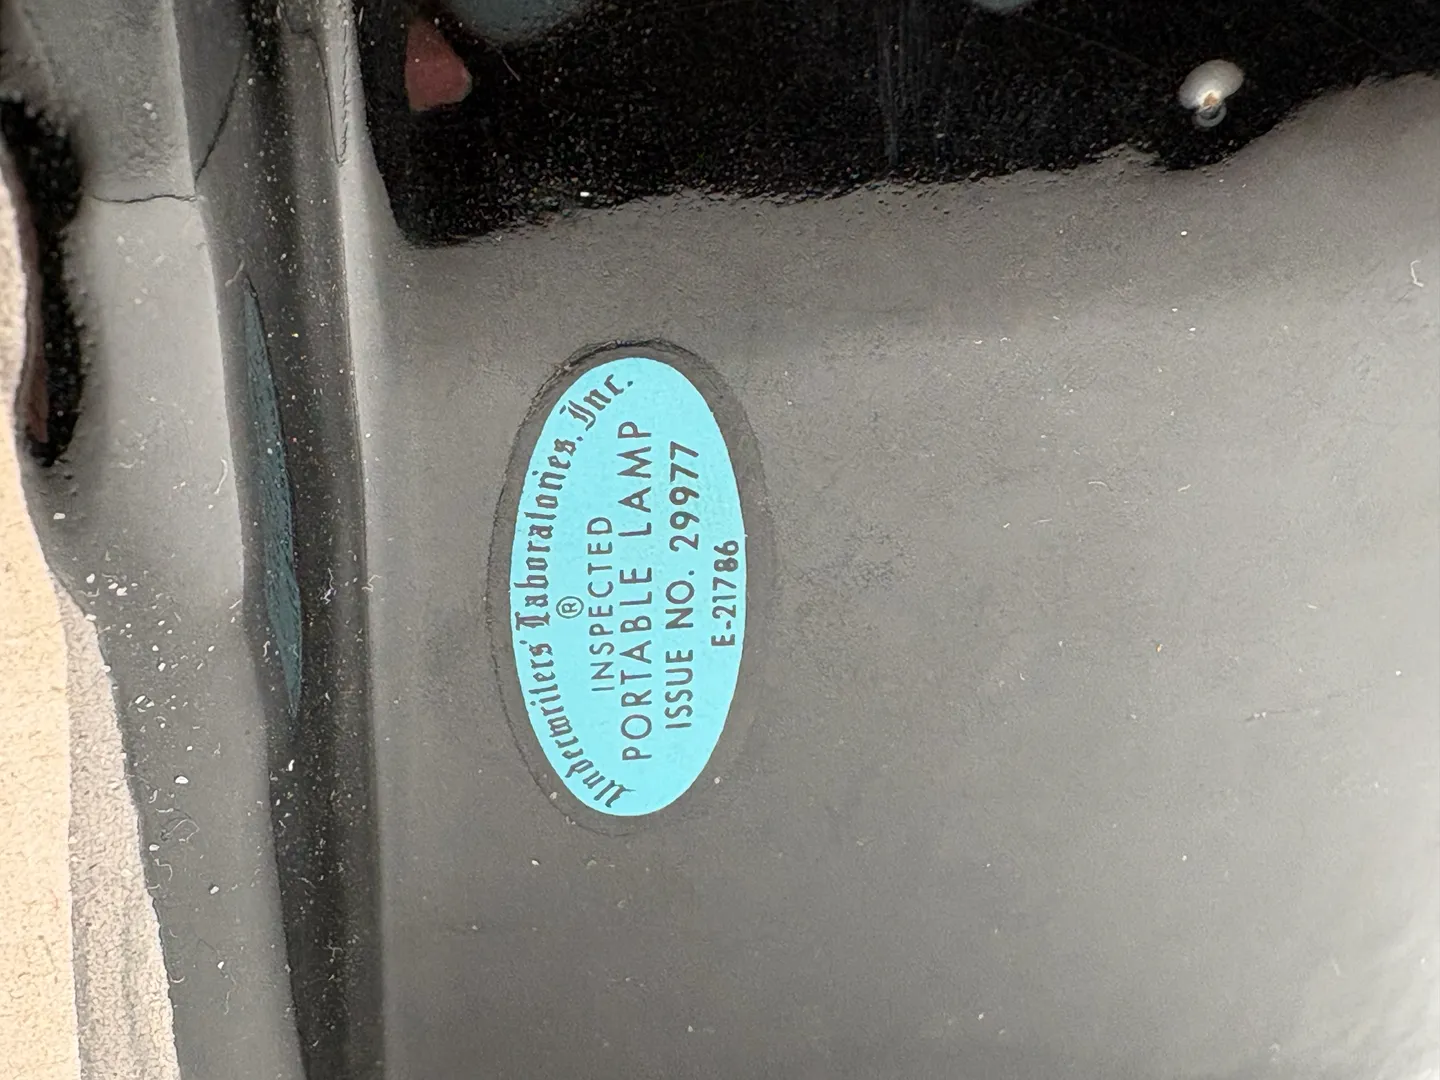 Underwriters' Laboratories, Inc.
®
INSPECTED
PORTABLE LAMP
ISSUE NO. 29977
E-21786